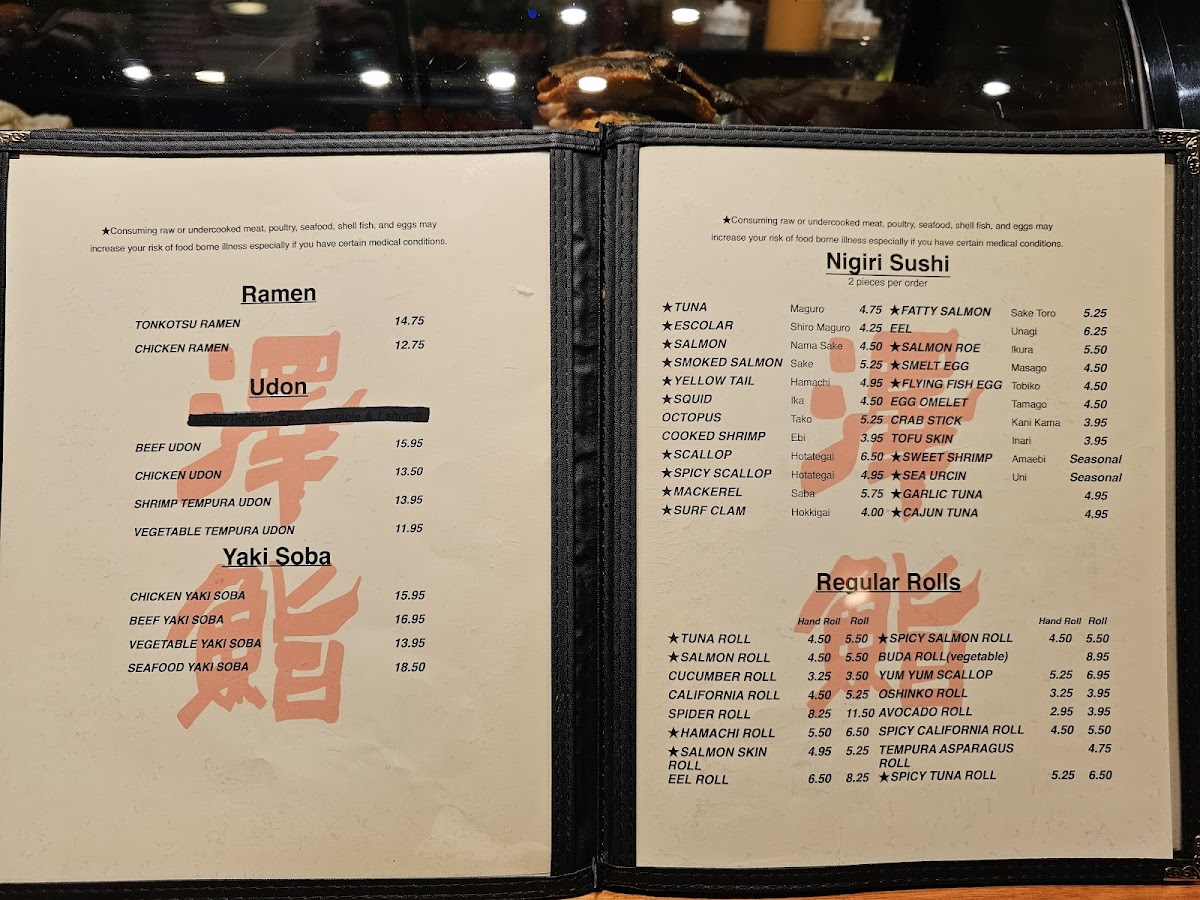 ★Consuming raw or undercooked meat, poultry, seafood, shell fish, and eggs may
increase your risk of food borne illness especially if you have certain medical conditions.
Ramen
TONKOTSU RAMEN 14.75
CHICKEN RAMEN 12.75
Udon
BEEF UDON 15.95
CHICKEN UDON 13.50
SHRIMP TEMPURA UDON 13.95
VEGETABLE TEMPURA UDON 11.95
Yaki Soba
CHICKEN YAKI SOBA 15.95
BEEF YAKI SOBA 16.95
VEGETABLE YAKI SOBA 13.95
SEAFOOD YAKI SOBA 18.50
澤
鮨
★Consuming raw or undercooked meat, poultry, seafood, shell fish, and eggs may
increase your risk of food borne illness especially if you have certain medical conditions.
Nigiri Sushi
2 pieces per order
★TUNA Maguro 4.75 ★FATTY SALMON Sake Toro 5.25
★ESCOLAR Shiro Maguro 4.25 EEL Unagi 6.25
★SALMON Nama Sake 4.50 ★SALMON ROE Ikura 5.50
★SMOKED SALMON Sake 5.25 ★SMELT EGG Masago 4.50
★YELLOW TAIL Hamachi 4.95 ★FLYING FISH EGG Tobiko 4.50
★SQUID Ika 4.50 EGG OMELET Tamago 4.50
OCTOPUS Tako 5.25 CRAB STICK Kani Kama 3.95
COOKED SHRIMP Ebi 3.95 TOFU SKIN Inari 3.95
★SCALLOP Hotategai 6.50 ★SWEET SHRIMP Amaebi Seasonal
★SPICY SCALLOP Hotategai 4.95 ★SEA URCIN Uni Seasonal
★MACKEREL Saba 5.75 ★GARLIC TUNA 4.95
★SURF CLAM Hokkigai 4.00 ★CAJUN TUNA 4.95
Regular Rolls
Hand Roll Roll Hand Roll Roll
★TUNA ROLL 4.50 5.50 ★SPICY SALMON ROLL 4.50 5.50
★SALMON ROLL 4.50 5.50 BUDA ROLL(vegetable) 8.95
CUCUMBER ROLL 3.25 3.50 YUM YUM SCALLOP 5.25 6.95
CALIFORNIA ROLL 4.50 5.25 OSHINKO ROLL 3.25 3.95
SPIDER ROLL 8.25 11.50 AVOCADO ROLL 2.95 3.95
★HAMACHI ROLL 5.50 6.50 SPICY CALIFORNIA ROLL 4.50 5.50
★SALMON SKIN 4.95 5.25 TEMPURA ASPARAGUS 4.75
ROLL ROLL
EEL ROLL 6.50 8.25 ★SPICY TUNA ROLL 5.25 6.50
澤
鮨